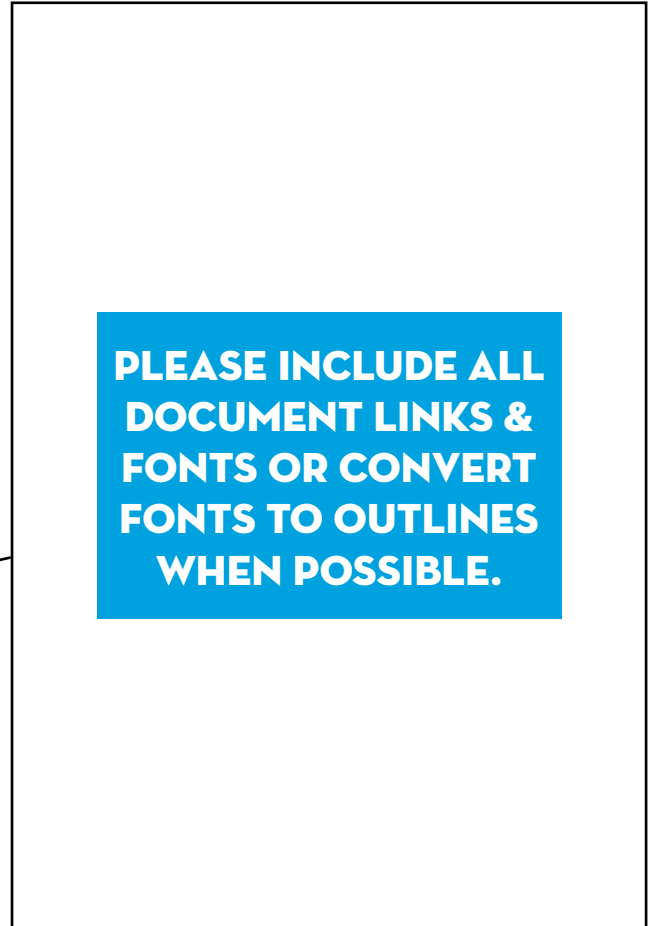 PLEASE INCLUDE ALL
DOCUMENT LINKS &
FONTS OR CONVERT
FONTS TO OUTLINES
WHEN POSSIBLE.